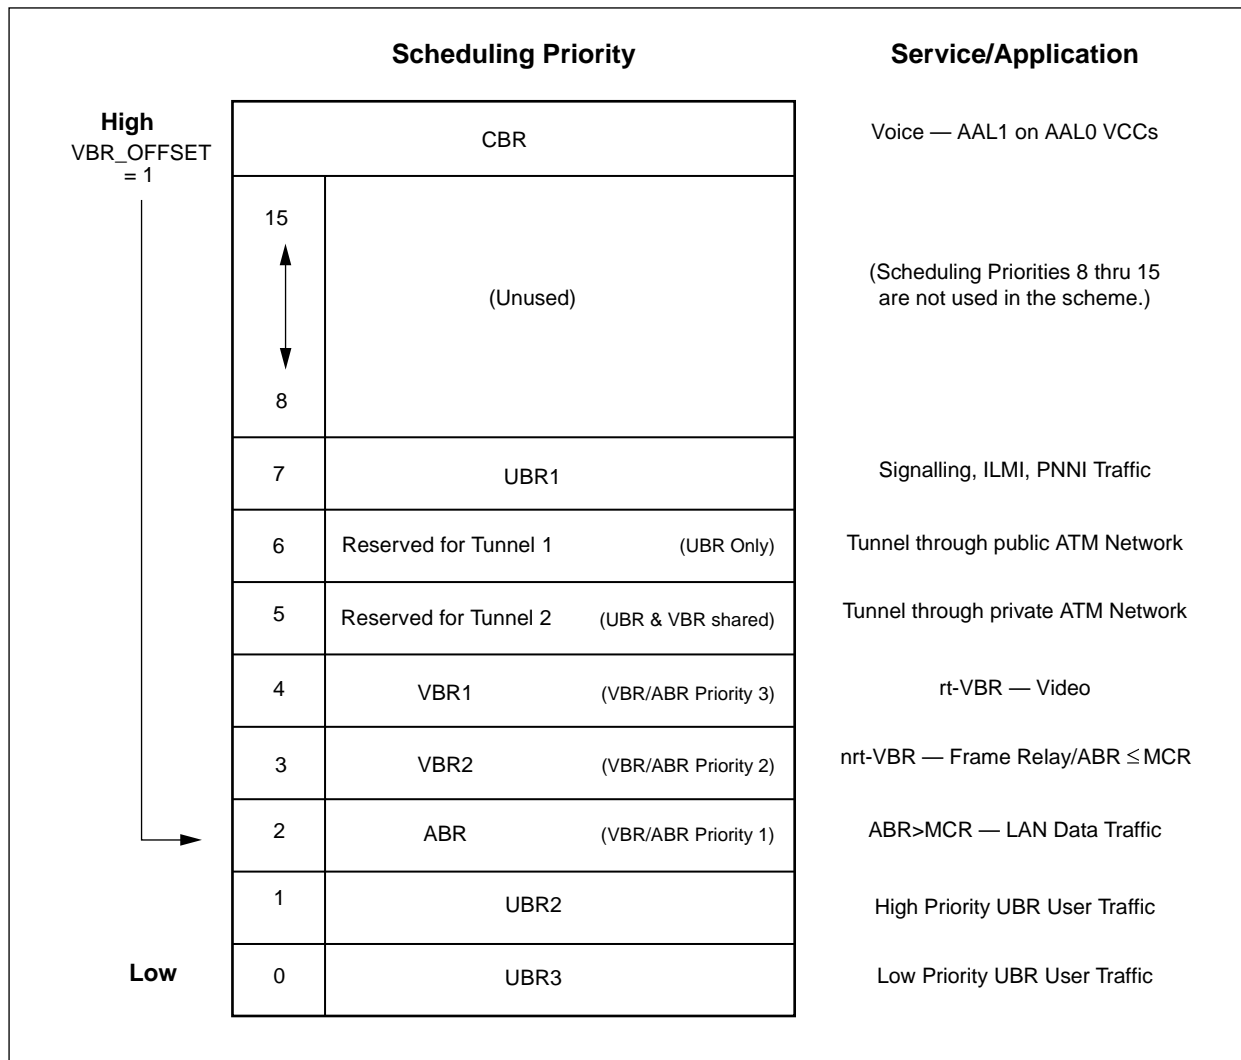 Scheduling Priority
Service/Application
High
VBR_OFFSET
= 1
CBR
Voice — AAL1 on AAL0 VCCs
15
8
(Unused)
(Scheduling Priorities 8 thru 15
are not used in the scheme.)
7
UBR1
Signalling, ILMI, PNNI Traffic
6
Reserved for Tunnel 1
(UBR Only)
Tunnel through public ATM Network
5
Reserved for Tunnel 2
(UBR & VBR shared)
Tunnel through private ATM Network
4
VBR1
(VBR/ABR Priority 3)
rt-VBR — Video
3
VBR2
(VBR/ABR Priority 2)
nrt-VBR — Frame Relay/ABR ≤ MCR
2
ABR
(VBR/ABR Priority 1)
ABR>MCR — LAN Data Traffic
1
UBR2
High Priority UBR User Traffic
Low
0
UBR3
Low Priority UBR User Traffic